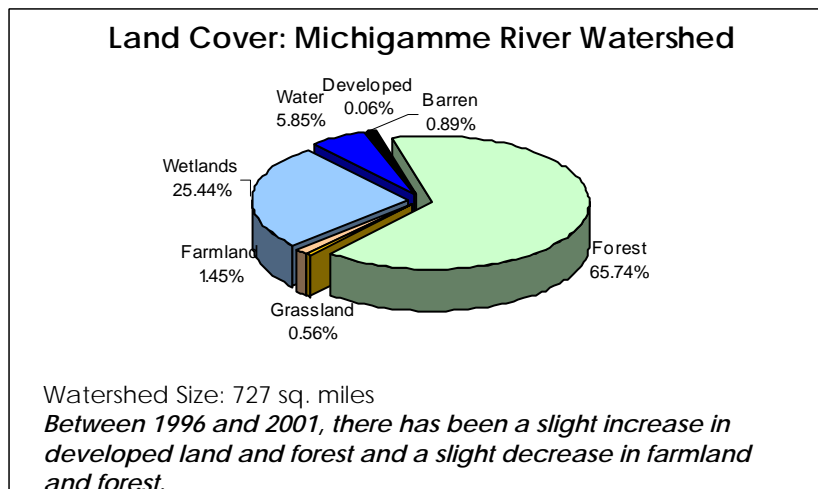 Land Cover: Michigamme River Watershed
Developed
0.06%
Barren
0.89%
Water
5.85%
Wetlands
25.44%
Forest
65.74%
Farmland
1.45%
Grassland
0.56%
Watershed Size: 727 sq. miles
Between 1996 and 2001, there has been a slight increase in
developed land and forest and a slight decrease in farmland
and forest.